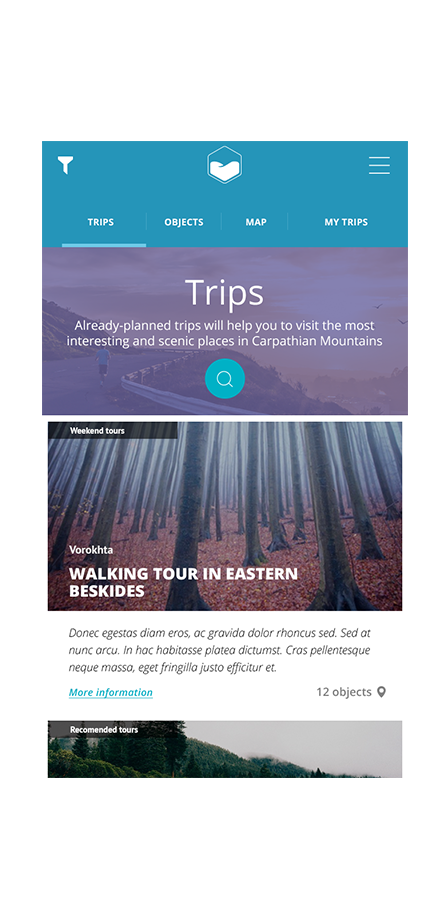 TRIPS OBJECTS MAP MY TRIPS
Trips
Already-planned trips will help you to visit the most
interesting and scenic places in Carpathian Mountains
Weekend tours
Vorokhta
WALKING TOUR IN EASTERN
BESKIDES
Donec egestas diam eros, ac gravida dolor rhoncus sed. Sed at
nunc arcu. In hac habitasse platea dictumst. Cras pellentesque
neque massa, eget fringilla justo efficitur et.
More information 12 objects
Recomended tours